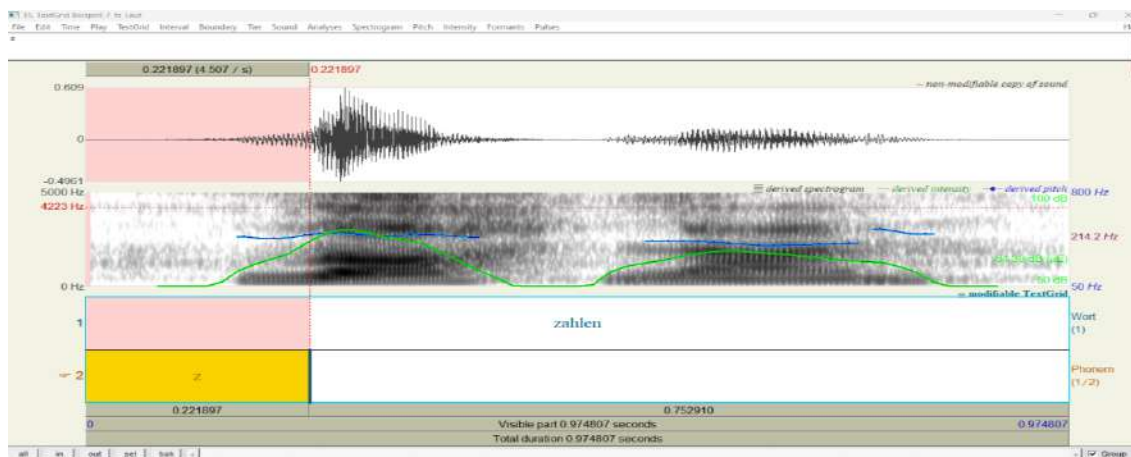 File Edit Time Play TextGrid Interval Boundary Tier Sound Analyses Spectrogram Pitch Intensity Formants Pulses
0.221897 (4.507 / s) 0.221897
0.609
non-modifiable copy of sound
0
-0.4961
5000 Hz derived spectrogram derived intensity derived pitch 800 Hz
4223 Hz 100 dB
214.2 Hz
0 Hz 50 dB 50 Hz
modifiable TextGrid
1 zahlen Wort
(1)
2 z Phonem
(1/2)
0.221897 0.752910
0 Visible part 0.974807 seconds 0.974807
Total duration 0.974807 seconds
all in out sel bak Group